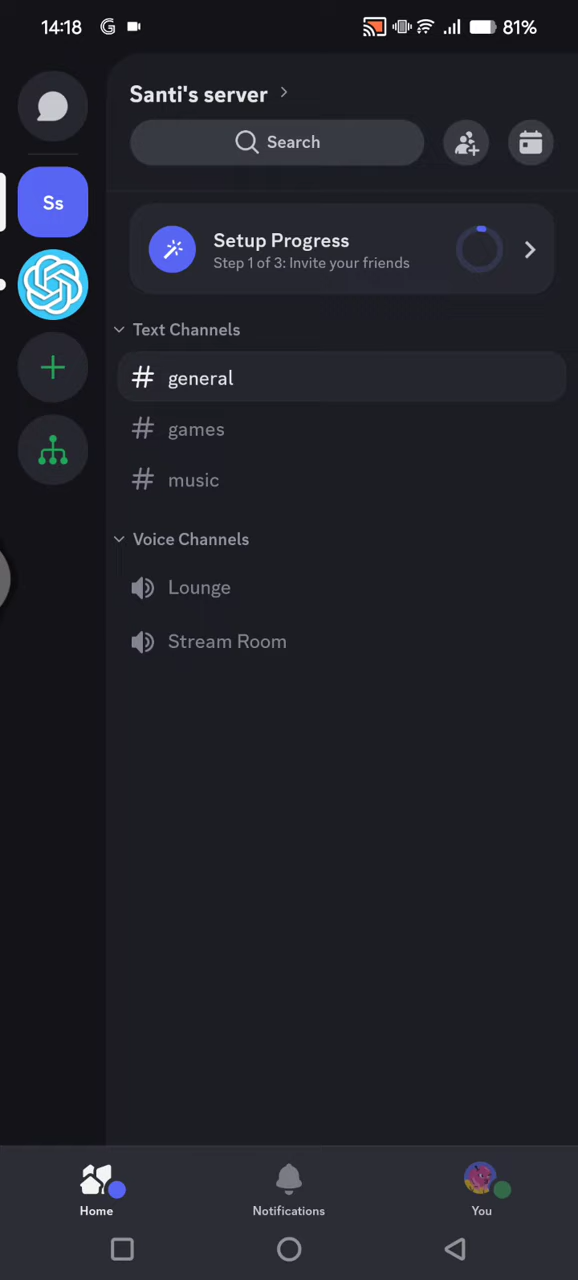 14:18
81%
Santi's server
Search
Ss
Setup Progress
Step 1 of 3: Invite your friends
Text Channels
general
games
music
Voice Channels
Lounge
Stream Room
Home
Notifications
You